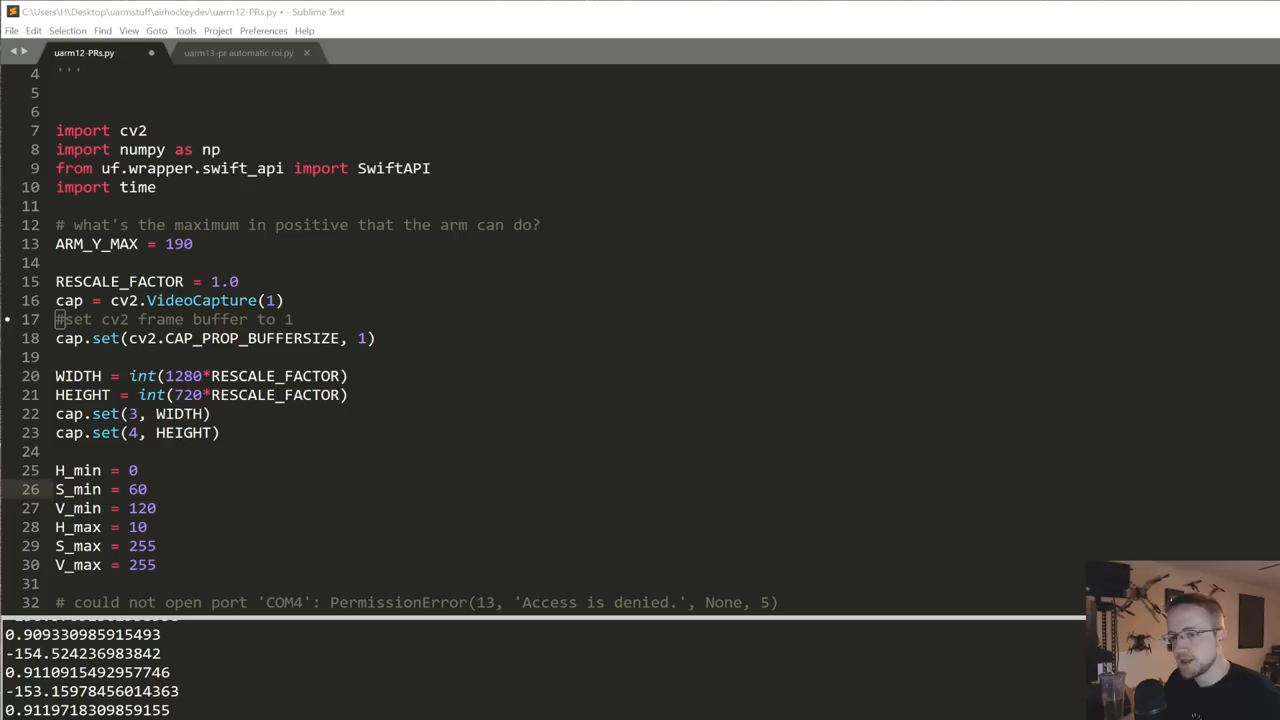 C:\Users\H\Desktop\uarmstuff\airhockeydev\uarm12-PRs.py • - Sublime Text
File Edit Selection Find View Goto Tools Project Preferences Help
uarm12-PRs.py uarm13-pr automatic roi.py
4 '''
5
6
7 import cv2
8 import numpy as np
9 from uf.wrapper.swift_api import SwiftAPI
10 import time
11
12 # what's the maximum in positive that the arm can do?
13 ARM_Y_MAX = 190
14
15 RESCALE_FACTOR = 1.0
16 cap = cv2.VideoCapture(1)
17 #set cv2 frame buffer to 1
18 cap.set(cv2.CAP_PROP_BUFFERSIZE, 1)
19
20 WIDTH = int(1280*RESCALE_FACTOR)
21 HEIGHT = int(720*RESCALE_FACTOR)
22 cap.set(3, WIDTH)
23 cap.set(4, HEIGHT)
24
25 H_min = 0
26 S_min = 60
27 V_min = 120
28 H_max = 10
29 S_max = 255
30 V_max = 255
31
32 # could not open port 'COM4': PermissionError(13, 'Access is denied.', None, 5)
0.909330985915493
-154.524236983842
0.9110915492957746
-153.15978456014363
0.9119718309859155